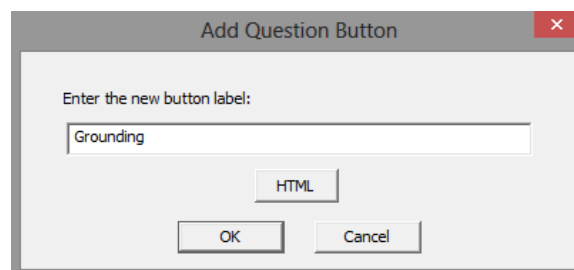 Add Question Button
Enter the new button label:
Grounding
HTML
OK Cancel